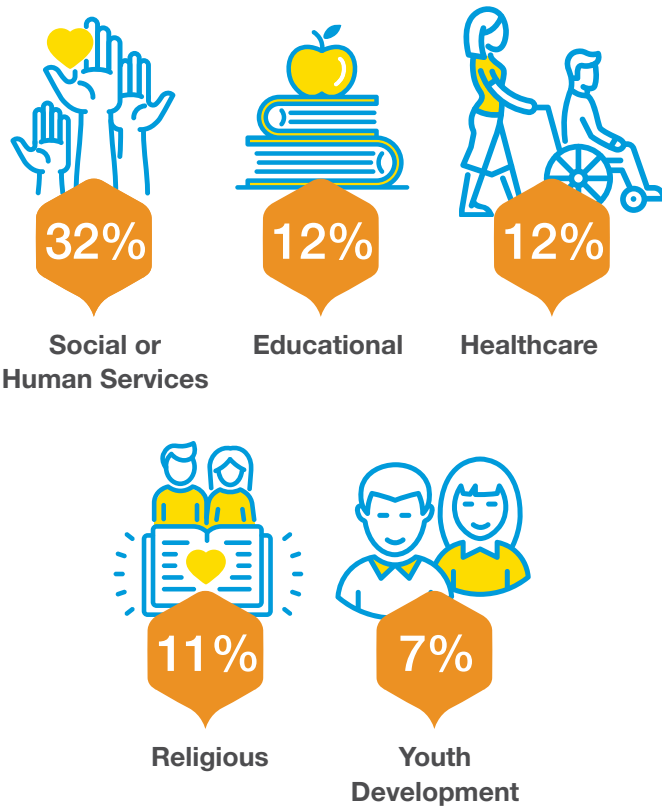 32%
12%
12%
Social or
Human Services
Educational
Healthcare
11%
7%
Religious
Youth
Development